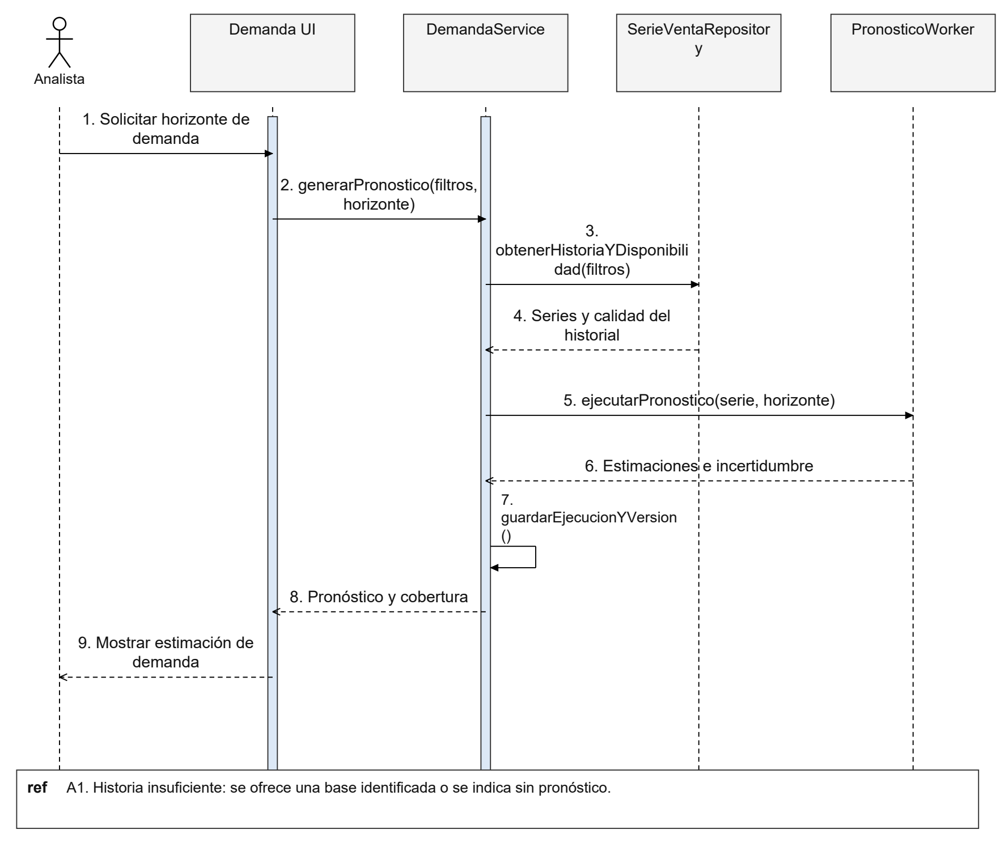 Analista
Demanda UI
DemandaService
SerieVentaRepositor
y
PronosticoWorker
1. Solicitar horizonte de
demanda
2. generarPronostico(filtros,
horizonte)
3.
obtenerHistoriaYDisponibili
dad(filtros)
4. Series y calidad del
historial
5. ejecutarPronostico(serie, horizonte)
6. Estimaciones e incertidumbre
7.
guardarEjecucionYVersion
()
8. Pronóstico y cobertura
9. Mostrar estimación de
demanda
ref A1. Historia insuficiente: se ofrece una base identificada o se indica sin pronóstico.